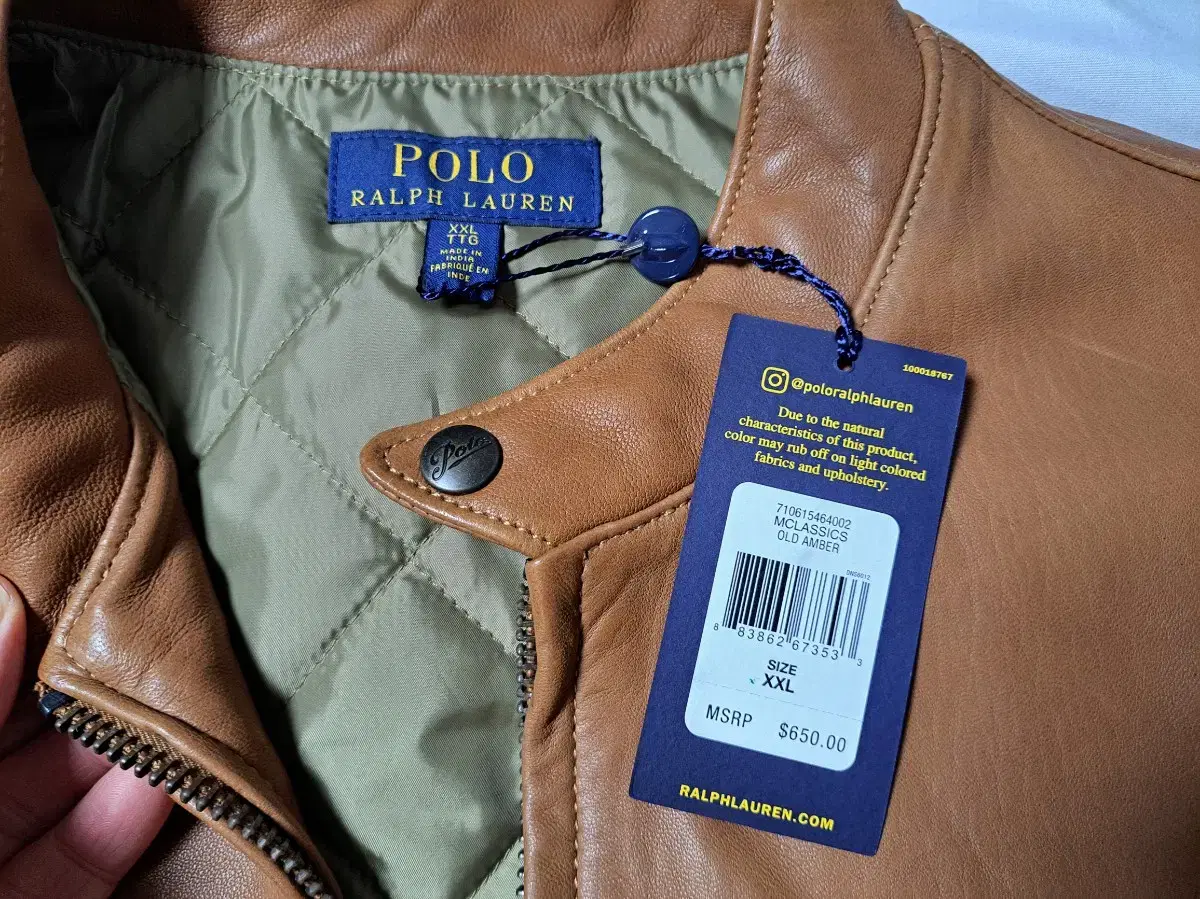 POLO
RALPH LAUREN
XXL
TTG
MADE IN
INDIA
FABRIQUÉ EN
INDE
Polo
100018767
@poloralphlauren
Due to the natural
characteristics of this product,
color may rub off on light colored
fabrics and upholstery.
710615464002
MCLASSICS
OLD AMBER
8 83862 67353 3
SIZE
XXL
MSRP $650.00
RALPHLAUREN.COM